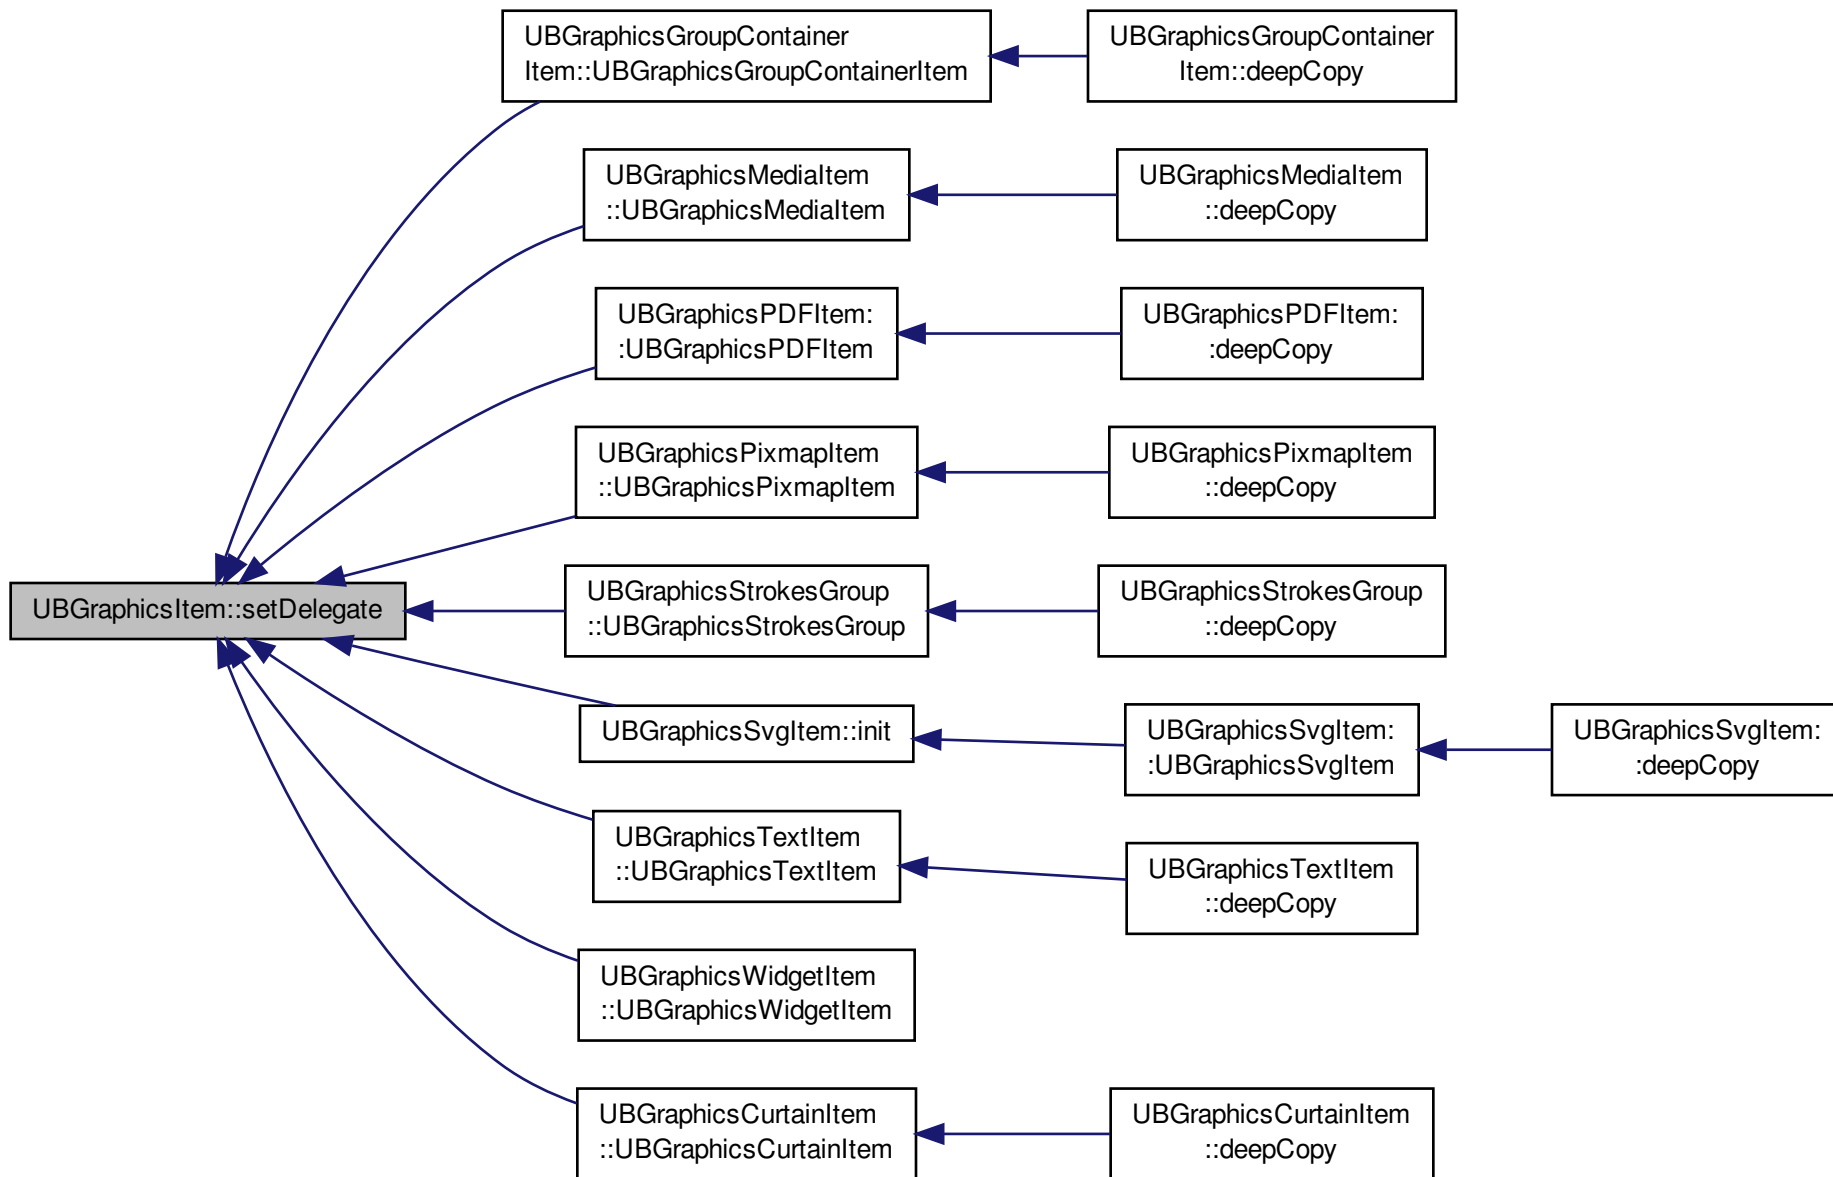 UBGraphicsGroupContainer
Item::UBGraphicsGroupContainerItem
UBGraphicsGroupContainer
Item::deepCopy
UBGraphicsMediaItem
::UBGraphicsMediaItem
UBGraphicsMediaItem
::deepCopy
UBGraphicsPDFItem:
:UBGraphicsPDFItem
UBGraphicsPDFItem:
:deepCopy
UBGraphicsPixmapItem
::UBGraphicsPixmapItem
UBGraphicsPixmapItem
::deepCopy
UBGraphicsItem::setDelegate
UBGraphicsStrokesGroup
::UBGraphicsStrokesGroup
UBGraphicsStrokesGroup
::deepCopy
UBGraphicsSvgItem::init
UBGraphicsSvgItem:
:UBGraphicsSvgItem
UBGraphicsSvgItem:
:deepCopy
UBGraphicsTextItem
::UBGraphicsTextItem
UBGraphicsTextItem
::deepCopy
UBGraphicsWidgetItem
::UBGraphicsWidgetItem
UBGraphicsCurtainItem
::UBGraphicsCurtainItem
UBGraphicsCurtainItem
::deepCopy